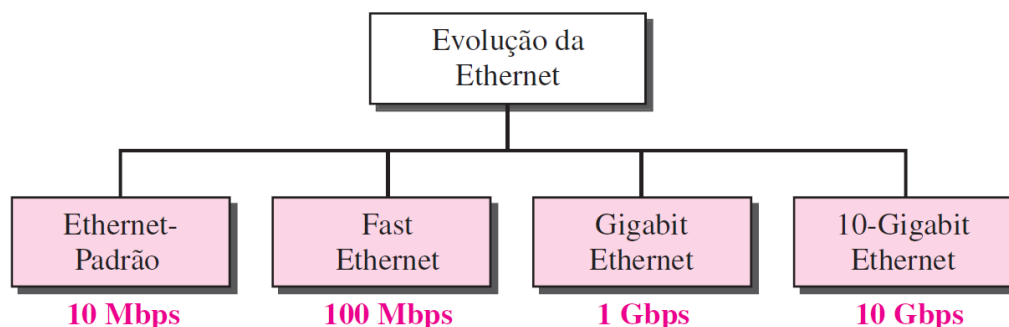 Evolução da
Ethernet
Ethernet-
Padrão
10 Mbps
Fast
Ethernet
100 Mbps
Gigabit
Ethernet
1 Gbps
10-Gigabit
Ethernet
10 Gbps